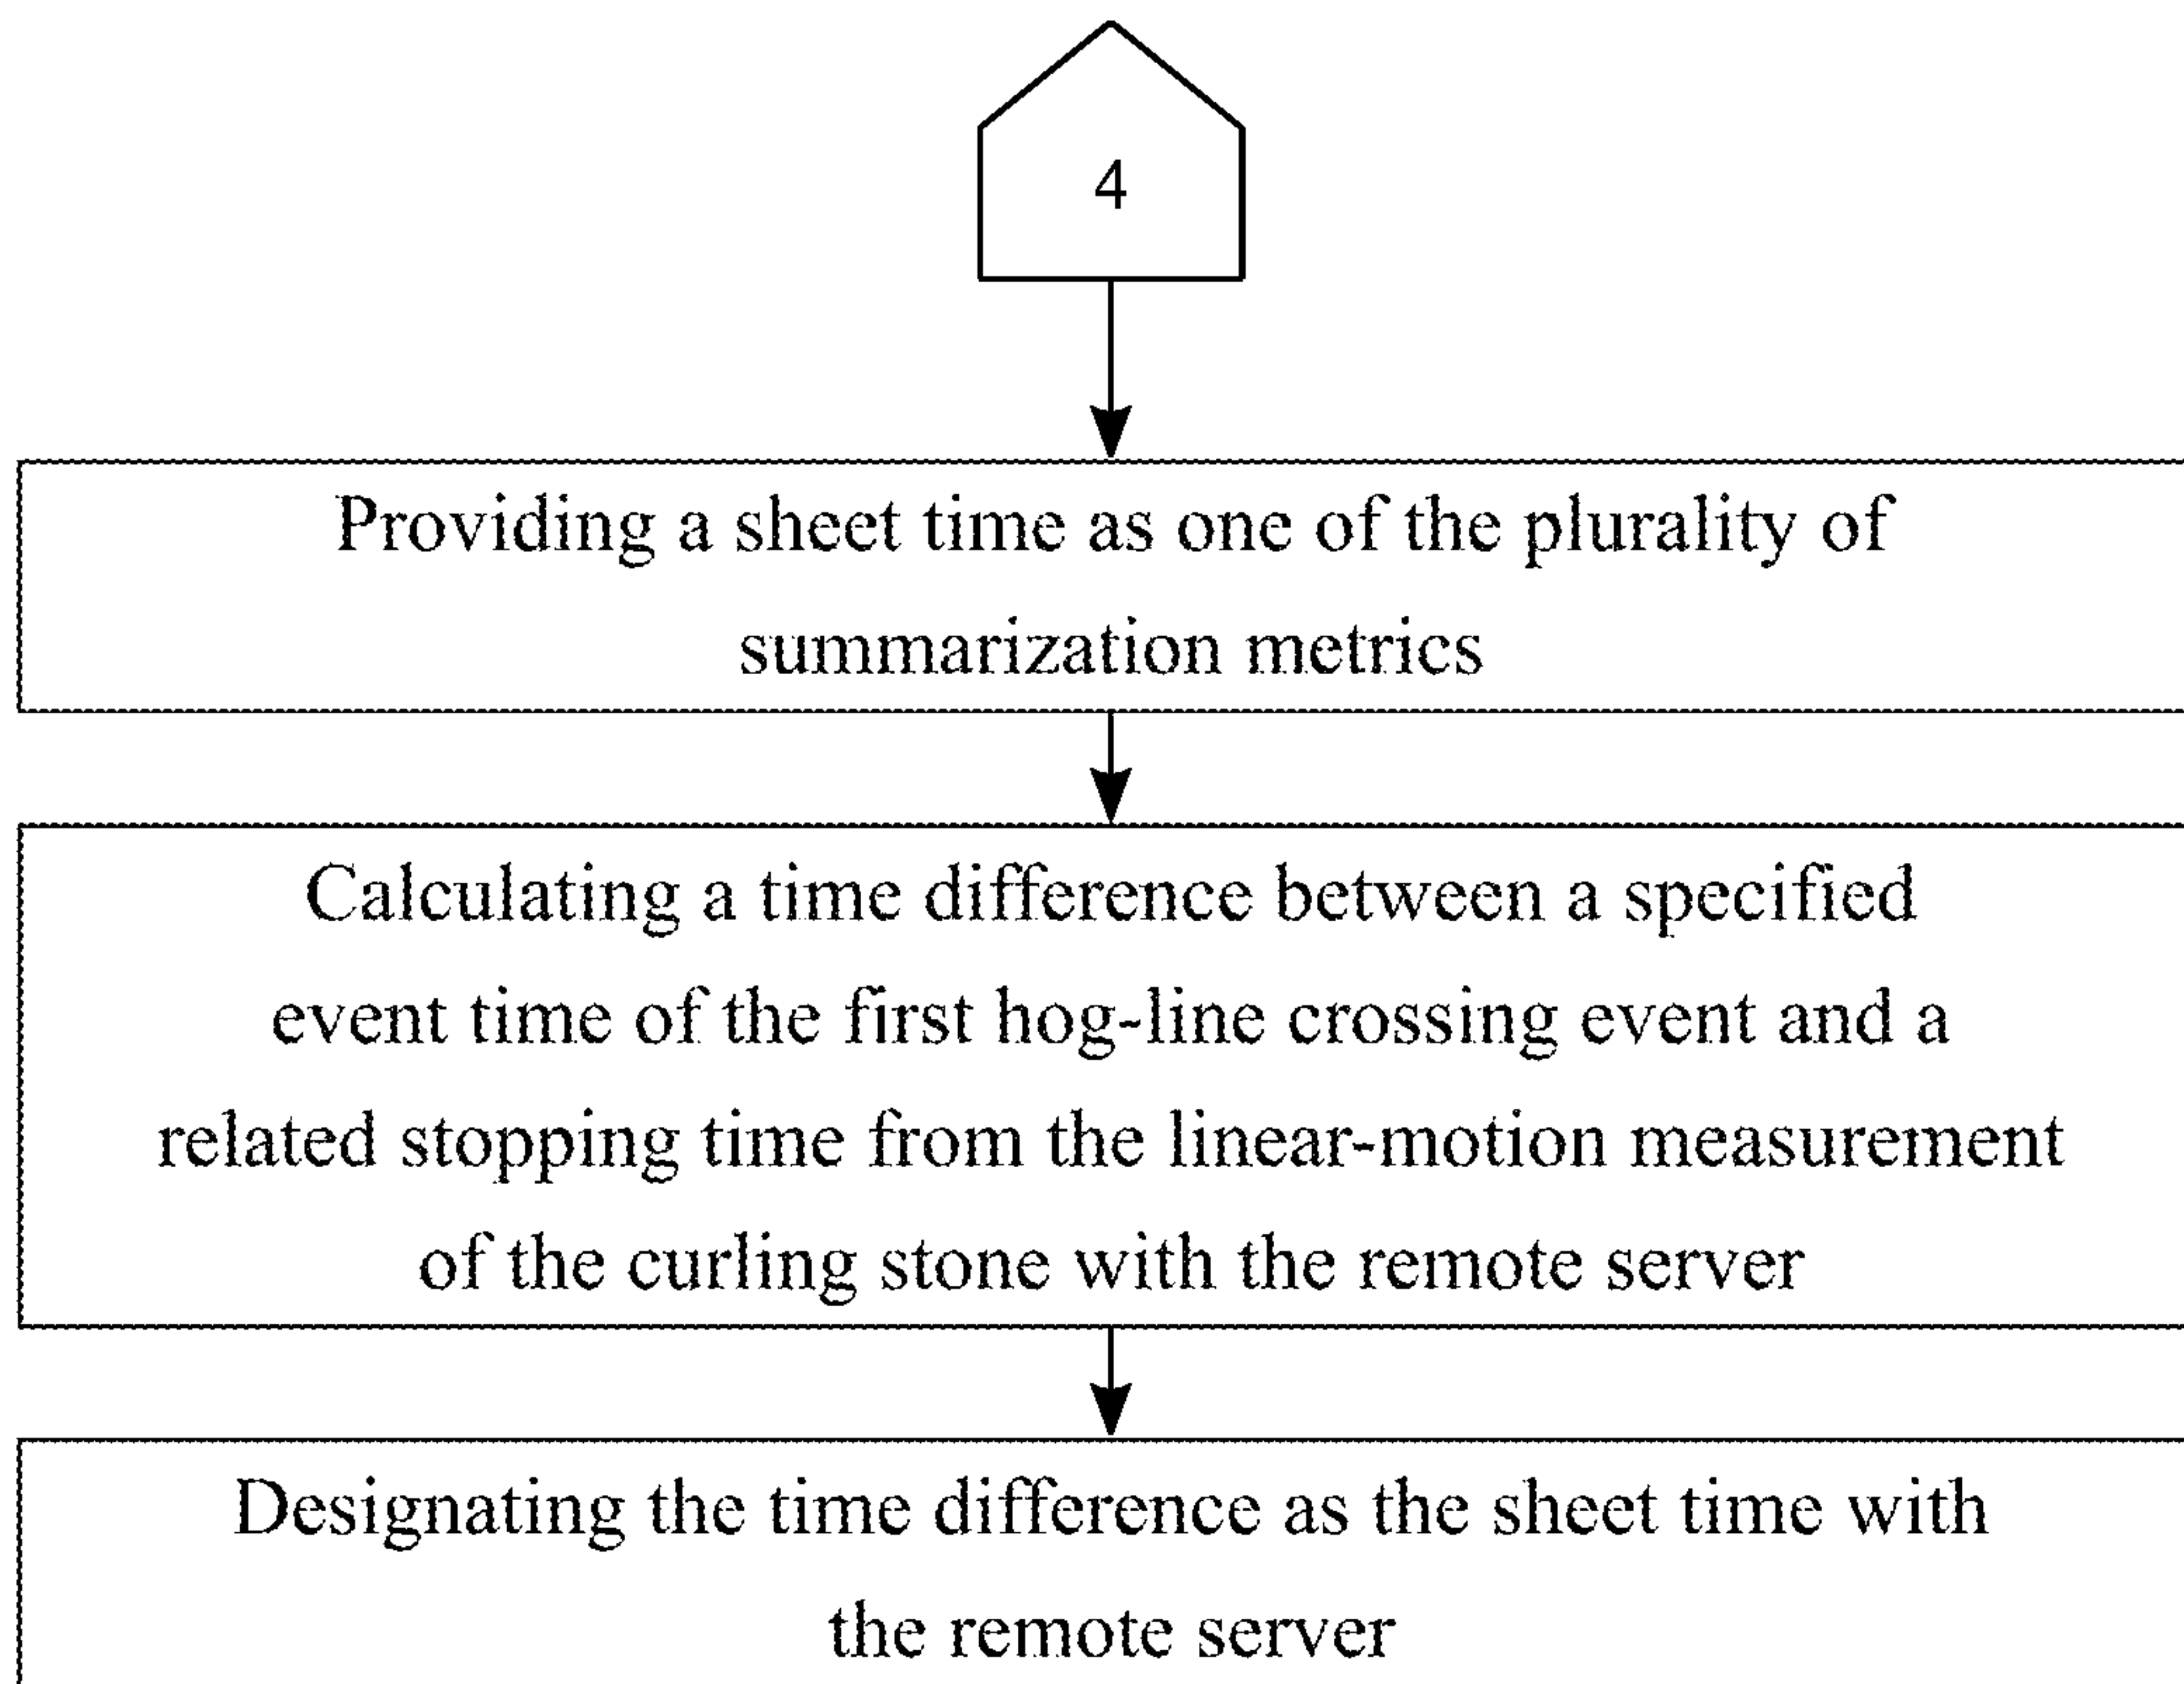 4
Providing a sheet time as one of the plurality of
summarization metrics
Calculating a time difference between a specified
event time of the first hog-line crossing event and a
related stopping time from the linear-motion measurement
of the curling stone with the remote server
Designating the time difference as the sheet time with
the remote server